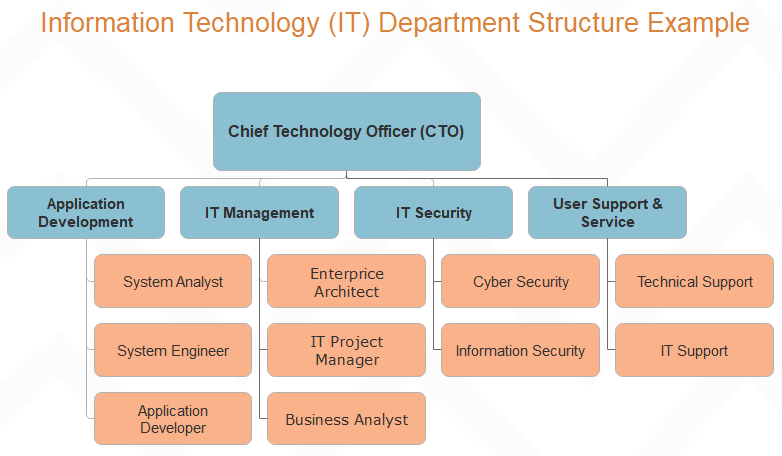 Information Technology (IT) Department Structure Example
Chief Technology Officer (CTO)
Application
Development
IT Management
IT Security
User Support &
Service
System Analyst
Enterprice
Architect
Cyber Security
Technical Support
System Engineer
IT Project
Manager
Information Security
IT Support
Application
Developer
Business Analyst